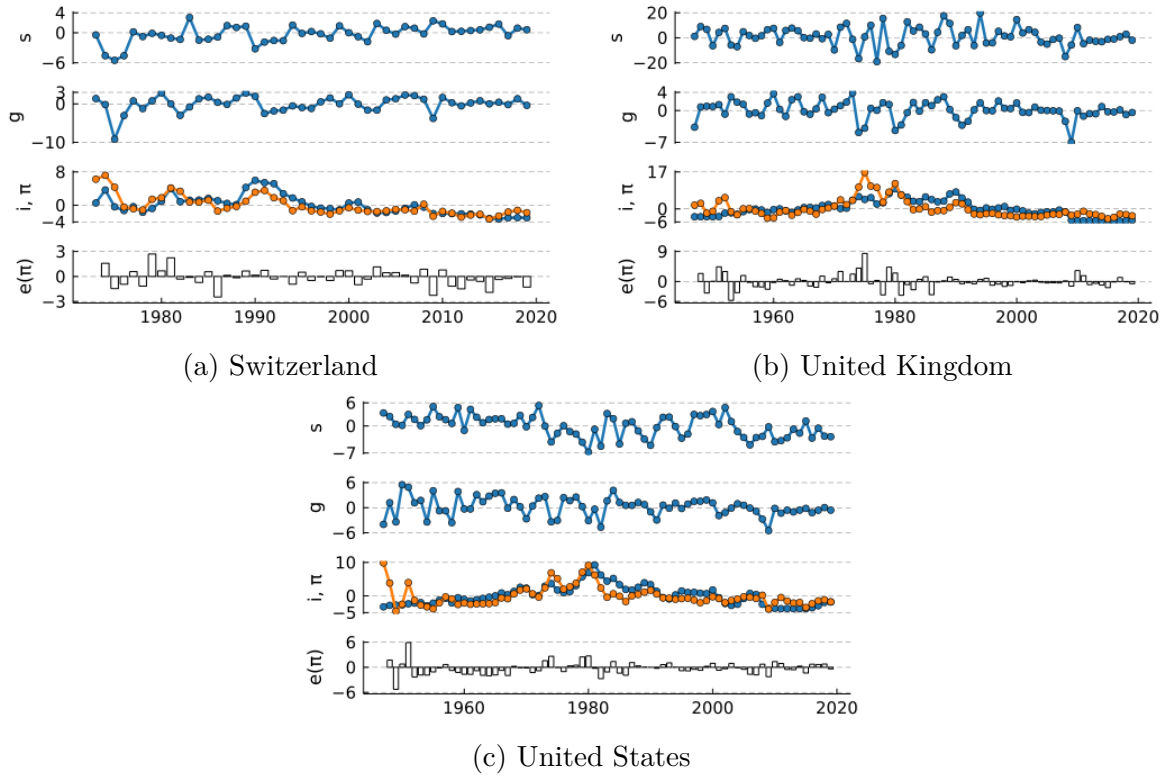 4
s
0
−6
3
0
g
−10
8
i, π
0
−4
3
e(π)
0
−3
1980 1990 2000 2010 2020
(a) Switzerland
20
s
0
−20
4
g
0
−7
17
i, π
0
−6
9
e(π)
0
−6
1960 1980 2000 2020
(b) United Kingdom
6
s
0
−7
6
g
0
−6
10
i, π
0
−5
6
e(π)
0
−6
1960 1980 2000 2020
(c) United States